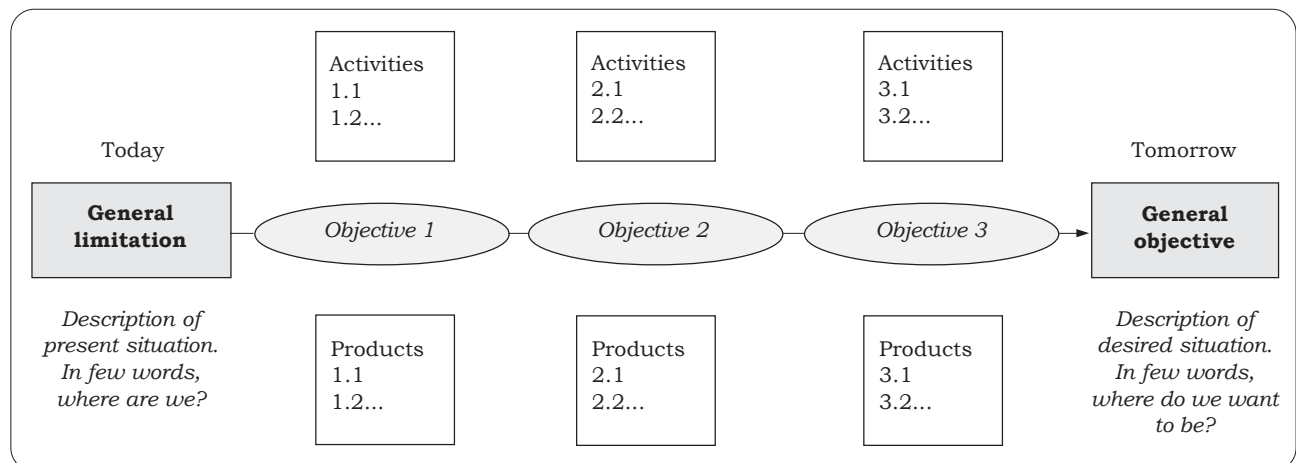 Activities
1.1
1.2...
Activities
2.1
2.2...
Activities
3.1
3.2...
Today
Tomorrow
General
limitation
Objective 1
Objective 2
Objective 3
General
objective
Description of
present situation.
In few words,
where are we?
Products
1.1
1.2...
Products
2.1
2.2...
Products
3.1
3.2...
Description of
desired situation.
In few words,
where do we want
to be?